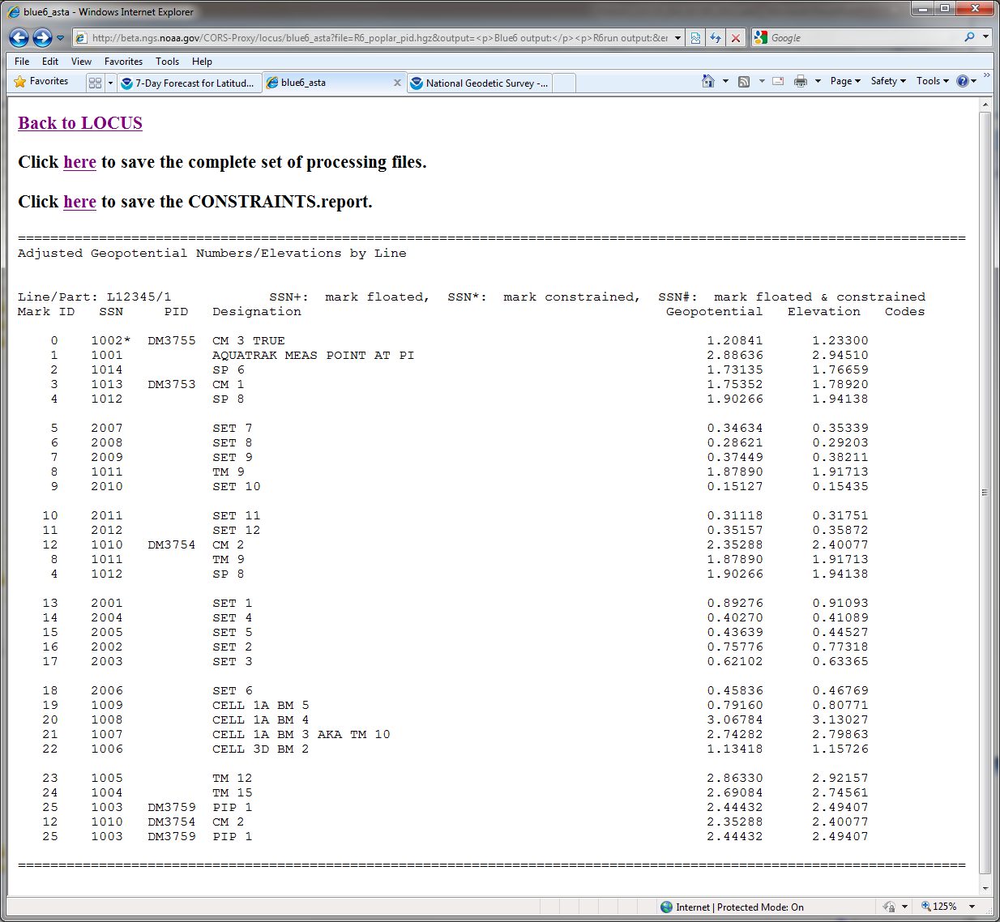 blue6_asta - Windows Internet Explorer
http://beta.ngs.noaa.gov/CORS-Proxy/locus/blue6_asta?file=R6_poplar_pid.hgz&output=<p>Blue6 output:</p><p>R6run output:&er
Google
File Edit View Favorites Tools Help
Favorites 7-Day Forecast for Latitud... blue6_asta National Geodetic Survey -... Page Safety Tools
Back to LOCUS
Click here to save the complete set of processing files.
Click here to save the CONSTRAINTS.report.
Adjusted Geopotential Numbers/Elevations by Line
Line/Part: L12345/1 SSN+: mark floated, SSN*: mark constrained, SSN#: mark floated & constrained
Mark ID SSN PID Designation Geopotential Elevation Codes
0 1002* DM3755 CM 3 TRUE 1.20841 1.23300
1 1001 AQUATRAK MEAS POINT AT PI 2.88636 2.94510
2 1014 SP 6 1.73135 1.76659
3 1013 DM3753 CM 1 1.75352 1.78920
4 1012 SP 8 1.90266 1.94138
5 2007 SET 7 0.34634 0.35339
6 2008 SET 8 0.28621 0.29203
7 2009 SET 9 0.37449 0.38211
8 1011 TM 9 1.87890 1.91713
9 2010 SET 10 0.15127 0.15435
10 2011 SET 11 0.31118 0.31751
11 2012 SET 12 0.35157 0.35872
12 1010 DM3754 CM 2 2.35288 2.40077
8 1011 TM 9 1.87890 1.91713
4 1012 SP 8 1.90266 1.94138
13 2001 SET 1 0.89276 0.91093
14 2004 SET 4 0.40270 0.41089
15 2005 SET 5 0.43639 0.44527
16 2002 SET 2 0.75776 0.77318
17 2003 SET 3 0.62102 0.63365
18 2006 SET 6 0.45836 0.46769
19 1009 CELL 1A BM 5 0.79160 0.80771
20 1008 CELL 1A BM 4 3.06784 3.13027
21 1007 CELL 1A BM 3 AKA TM 10 2.74282 2.79863
22 1006 CELL 3D BM 2 1.13418 1.15726
23 1005 TM 12 2.86330 2.92157
24 1004 TM 15 2.69084 2.74561
25 1003 DM3759 PIP 1 2.44432 2.49407
12 1010 DM3754 CM 2 2.35288 2.40077
25 1003 DM3759 PIP 1 2.44432 2.49407
Internet | Protected Mode: On 125%